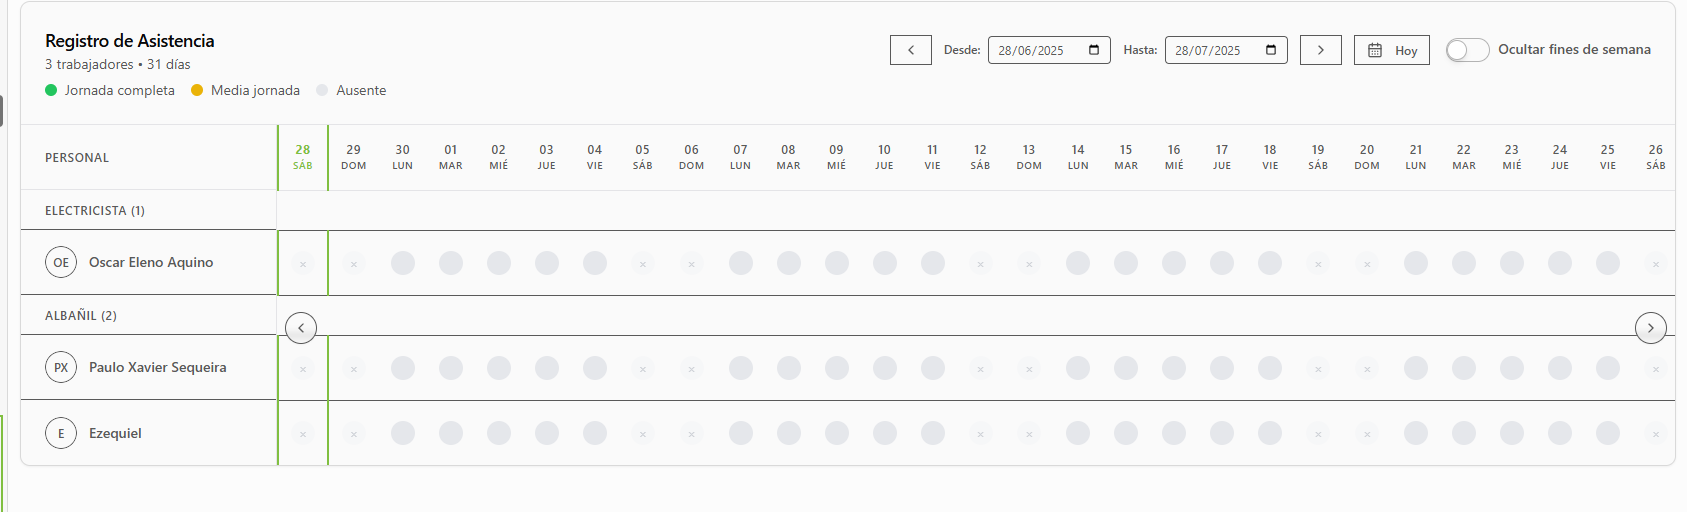 Registro de Asistencia
3 trabajadores • 31 días
Jornada completa Media jornada Ausente
Desde: 28/06/2025 Hasta: 28/07/2025 Hoy Ocultar fines de semana
PERSONAL 28 29 30 01 02 03 04 05 06 07 08 09 10 11 12 13 14 15 16 17 18 19 20 21 22 23 24 25 26
SÁB DOM LUN MAR MIÉ JUE VIE SÁB DOM LUN MAR MIÉ JUE VIE SÁB DOM LUN MAR MIÉ JUE VIE SÁB DOM LUN MAR MIÉ JUE VIE SÁB
ELECTRICISTA (1)
OE Oscar Eleno Aquino × × × × × × × × ×
ALBAÑIL (2)
PX Paulo Xavier Sequeira × × × × × × × × ×
E Ezequiel × × × × × × × × ×